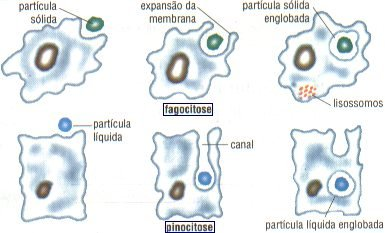 partícula
sólida
expansão da
membrana
partícula sólida
englobada
fagocitose
lisossomos
partícula
líquida
canal
pinocitose
partícula líquida englobada